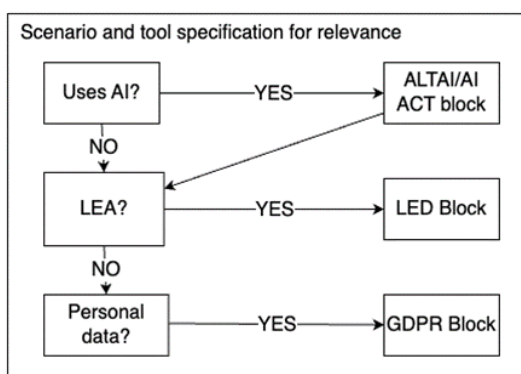 Scenario and tool specification for relevance
Uses AI?
YES
ALTAI/AI
ACT block
NO
LEA?
YES
LED Block
NO
Personal
data?
YES
GDPR Block